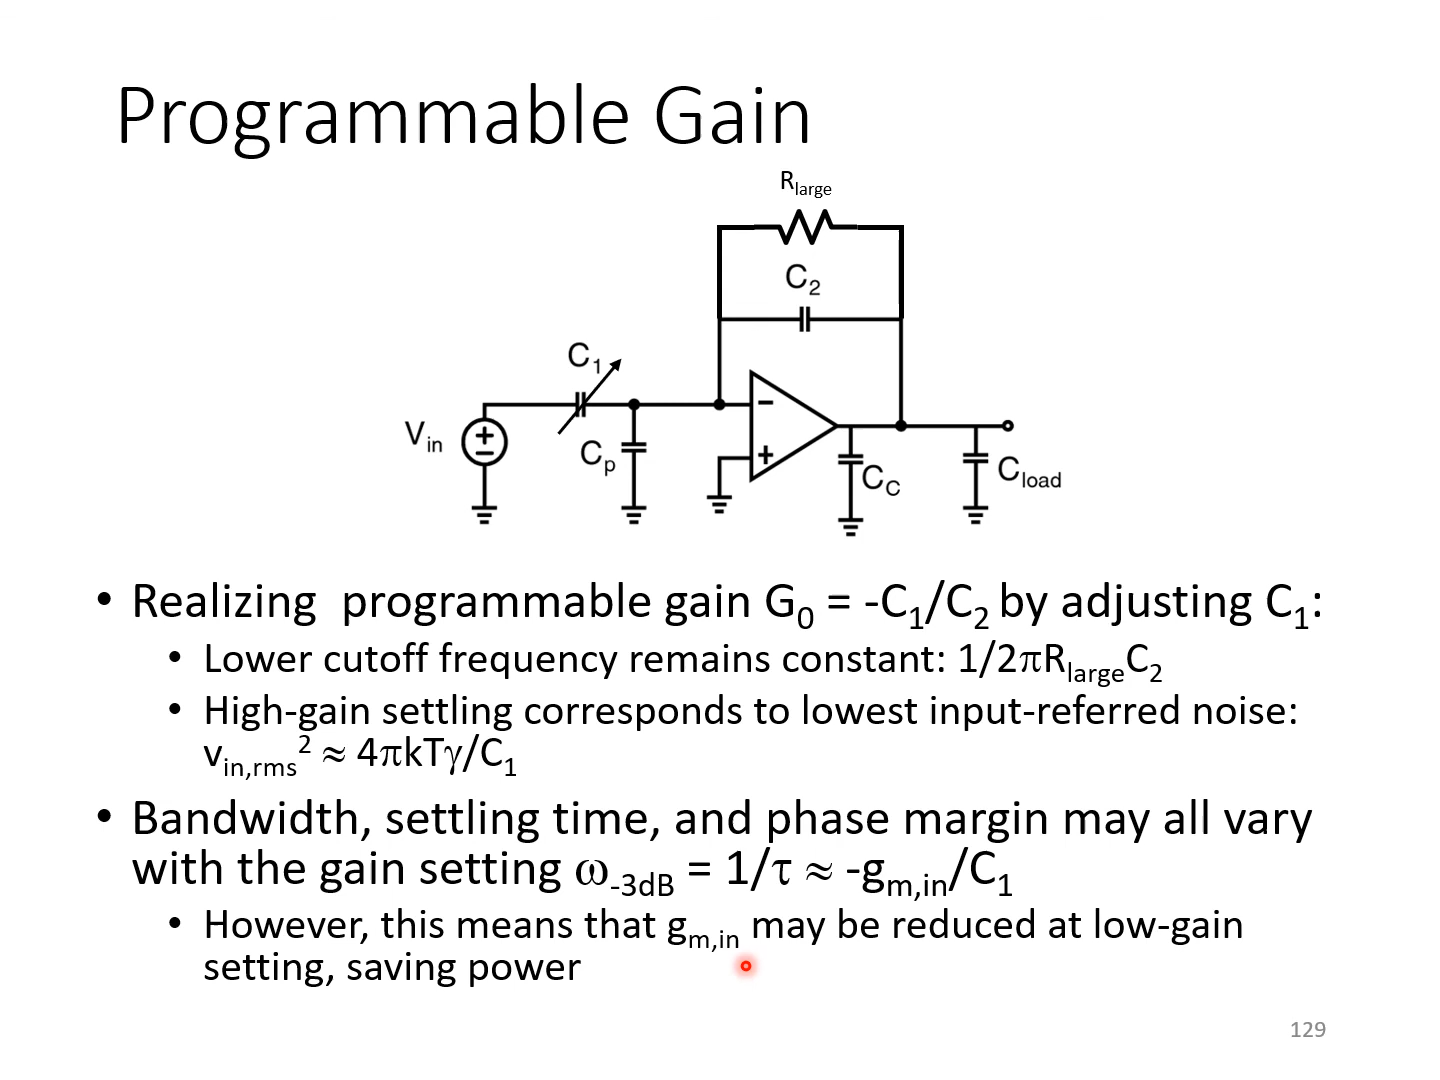 Programmable Gain
Rlarge
C2
C1
Vin
Cp
CC
Cload
• Realizing  programmable gain G0 = -C1/C2 by adjusting C1:
• Lower cutoff frequency remains constant: 1/2πRlargeC2
• High-gain settling corresponds to lowest input-referred noise:
vin,rms2 ≈ 4πkTγ/C1
• Bandwidth, settling time, and phase margin may all vary
with the gain setting ω-3dB = 1/τ ≈ -gm,in/C1
• However, this means that gm,in may be reduced at low-gain
setting, saving power
129